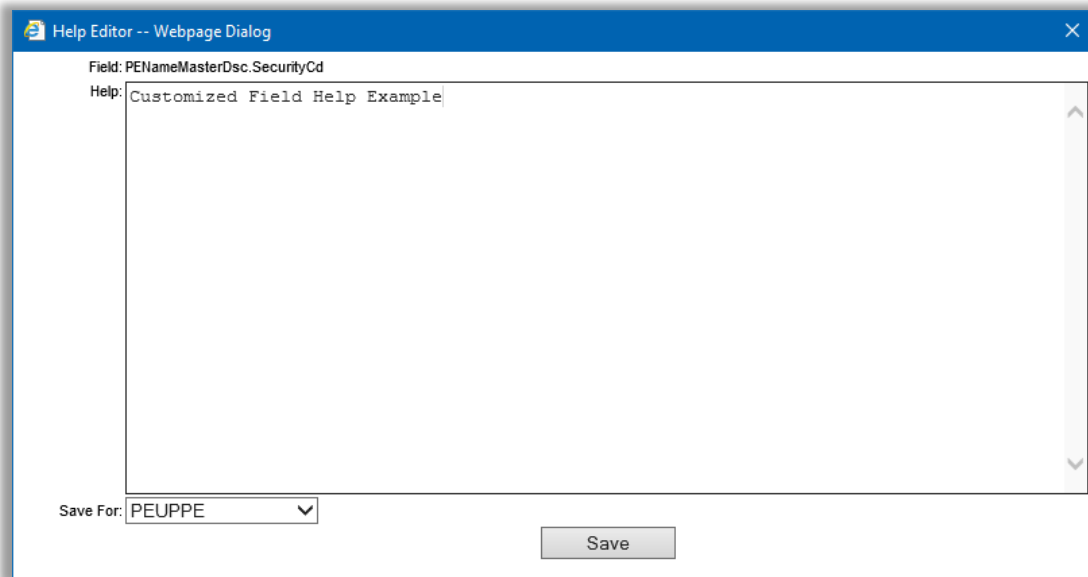 Help Editor -- Webpage Dialog
Field: PENameMasterDsc.SecurityCd
Help: Customized Field Help Example
Save For: PEUPPE
Save